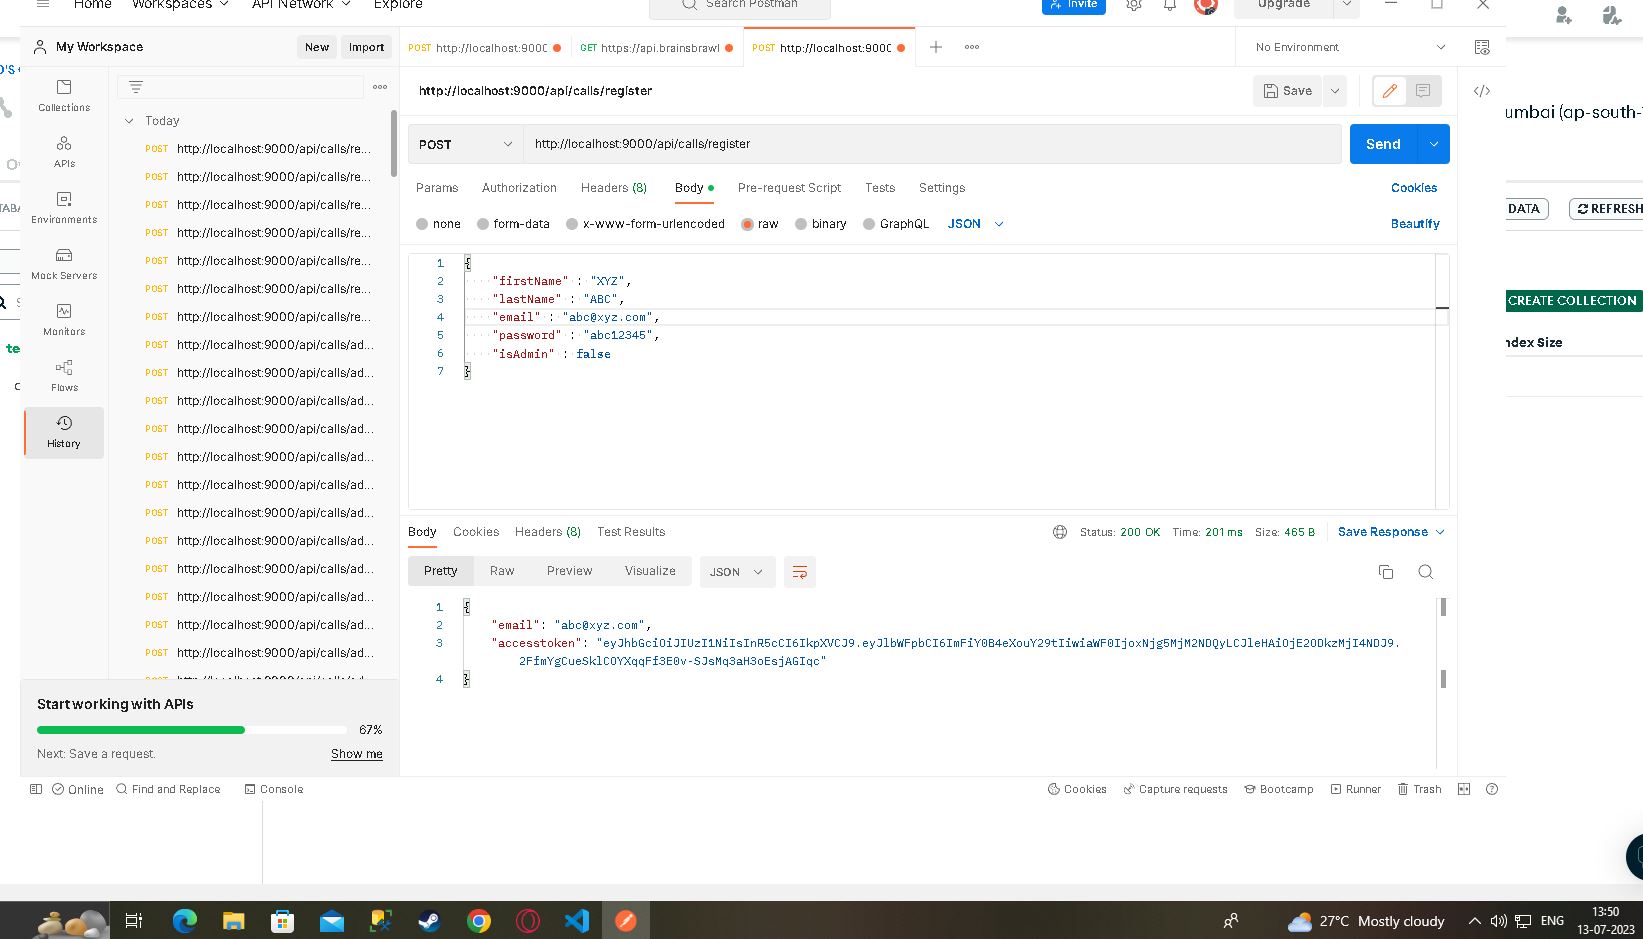 Home Workspaces API Network Explore
Search Postman
Invite
Upgrade
My Workspace
New Import
POST http://localhost:900
GET https://api.brainsbrawl
POST http://localhost:900
No Environment
Collections
APIs
Environments
Mock Servers
Monitors
Flows
History
Today
POST http://localhost:9000/api/calls/re...
POST http://localhost:9000/api/calls/re...
POST http://localhost:9000/api/calls/re...
POST http://localhost:9000/api/calls/re...
POST http://localhost:9000/api/calls/re...
POST http://localhost:9000/api/calls/re...
POST http://localhost:9000/api/calls/re...
POST http://localhost:9000/api/calls/ad...
POST http://localhost:9000/api/calls/ad...
POST http://localhost:9000/api/calls/ad...
POST http://localhost:9000/api/calls/ad...
POST http://localhost:9000/api/calls/ad...
POST http://localhost:9000/api/calls/ad...
POST http://localhost:9000/api/calls/ad...
POST http://localhost:9000/api/calls/ad...
POST http://localhost:9000/api/calls/ad...
POST http://localhost:9000/api/calls/ad...
POST http://localhost:9000/api/calls/ad...
POST http://localhost:9000/api/calls/ad...
Start working with APIs
67%
Next: Save a request. Show me
http://localhost:9000/api/calls/register
Save
POST http://localhost:9000/api/calls/register Send
Params Authorization Headers (8) Body Pre-request Script Tests Settings Cookies
none form-data x-www-form-urlencoded raw binary GraphQL JSON Beautify
1 {
2 "firstName" : "XYZ",
3 "lastName" : "ABC",
4 "email" : "abc@xyz.com",
5 "password" : "abc12345",
6 "isAdmin" : false
7 }
Body Cookies Headers (8) Test Results Status: 200 OK Time: 201 ms Size: 465 B Save Response
Pretty Raw Preview Visualize JSON
1 {
2 "email": "abc@xyz.com",
3 "accesstoken": "eyJhbGciOiJIUzI1NiIsInR5cCI6IkpXVCJ9.eyJlbWFpbCI6ImFiY0B4eXouY29tIiwiaWF0IjoxNjg5MjM2NDQyLCJleHAiOjE2ODkzMjI4NDJ9.
2FfmYgCueSklCOYXqqFf3E0v-SJsMq3aH3oEsjAGIqc"
4 }
Online Find and Replace Console
Cookies Capture requests Bootcamp Runner Trash
umbai (ap-south-
DATA REFRESH
CREATE COLLECTION
ndex Size
27°C Mostly cloudy
ENG
13:50
13-07-2023